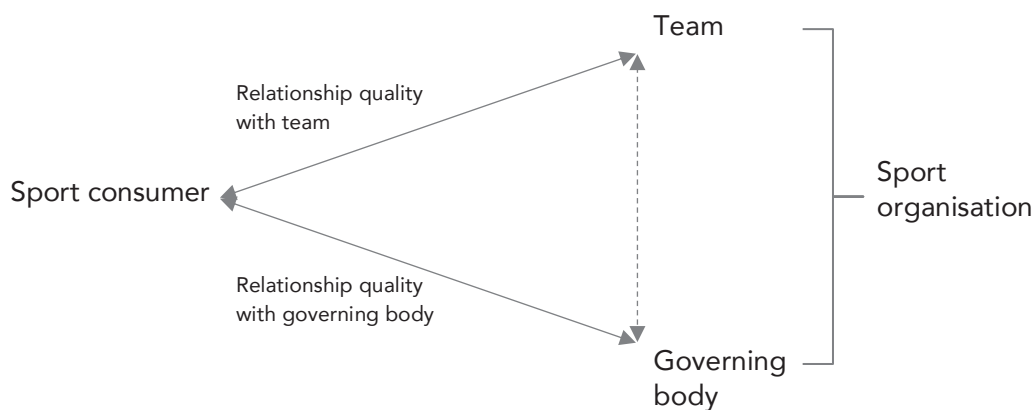 Team
Relationship quality
with team
Sport consumer
Sport
organisation
Relationship quality
with governing body
Governing
body